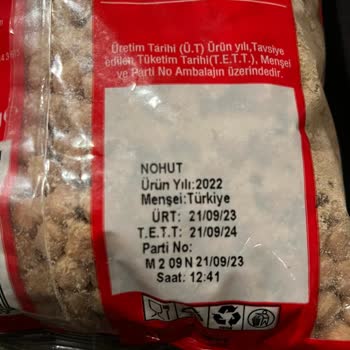 Üretim Tarihi (Ü.T) Ürün yılı,Tavsiye
edilen Tüketim Tarihi(T.E.T.T.), Menşei
ve Parti No Ambalajın üzerindedir.
NOHUT
Ürün Yılı:2022
Menşei:Türkiye
ÜRT: 21/09/23
T.E.T.T: 21/09/24
Parti No:
M 2 09 N 21/09/23
Saat: 12:41